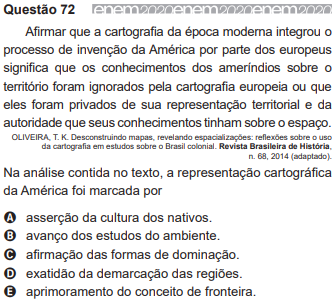 Questão 72 enem2020enem2020enem2020
Afirmar que a cartografia da época moderna integrou o
processo de invenção da América por parte dos europeus
significa que os conhecimentos dos ameríndios sobre o
território foram ignorados pela cartografia europeia ou que
eles foram privados de sua representação territorial e da
autoridade que seus conhecimentos tinham sobre o espaço.
OLIVEIRA, T. K. Desconstruindo mapas, revelando espacializações: reflexões sobre o uso
da cartografia em estudos sobre o Brasil colonial. Revista Brasileira de História,
n. 68, 2014 (adaptado).
Na análise contida no texto, a representação cartográfica
da América foi marcada por
A asserção da cultura dos nativos.
B avanço dos estudos do ambiente.
C afirmação das formas de dominação.
D exatidão da demarcação das regiões.
E aprimoramento do conceito de fronteira.